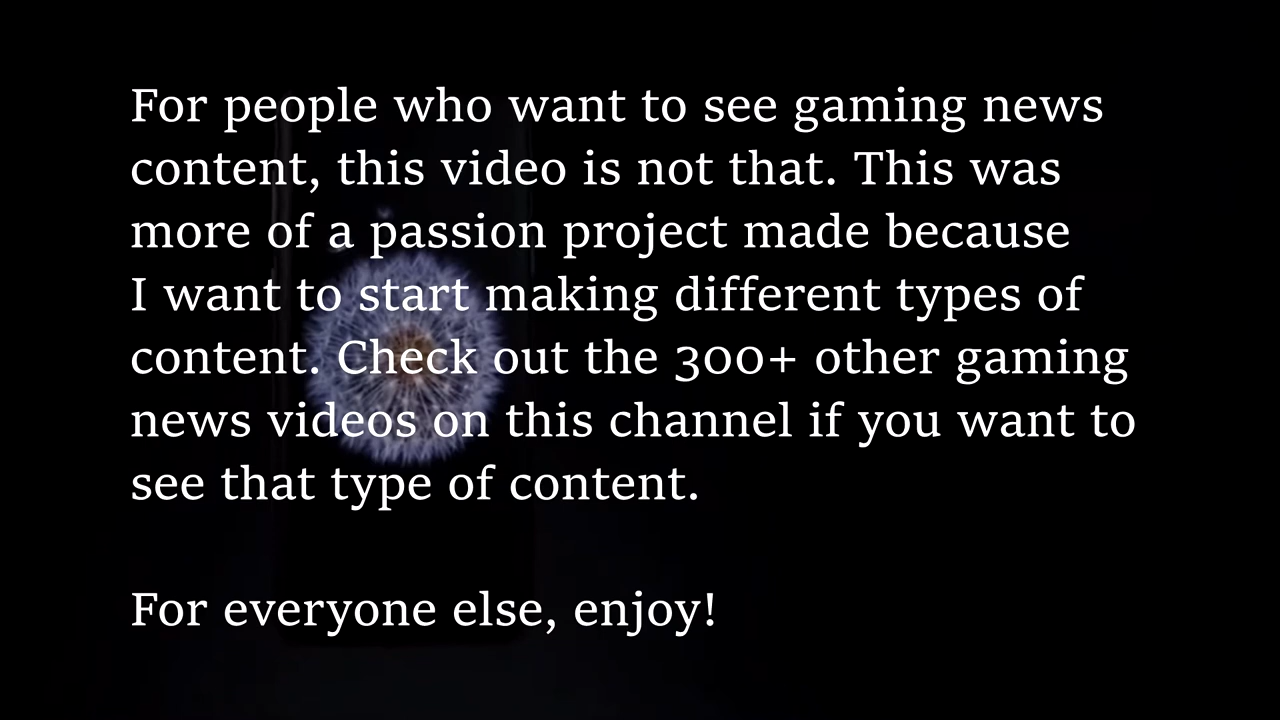 For people who want to see gaming news
content, this video is not that. This was
more of a passion project made because
I want to start making different types of
content. Check out the 300+ other gaming
news videos on this channel if you want to
see that type of content.
For everyone else, enjoy!